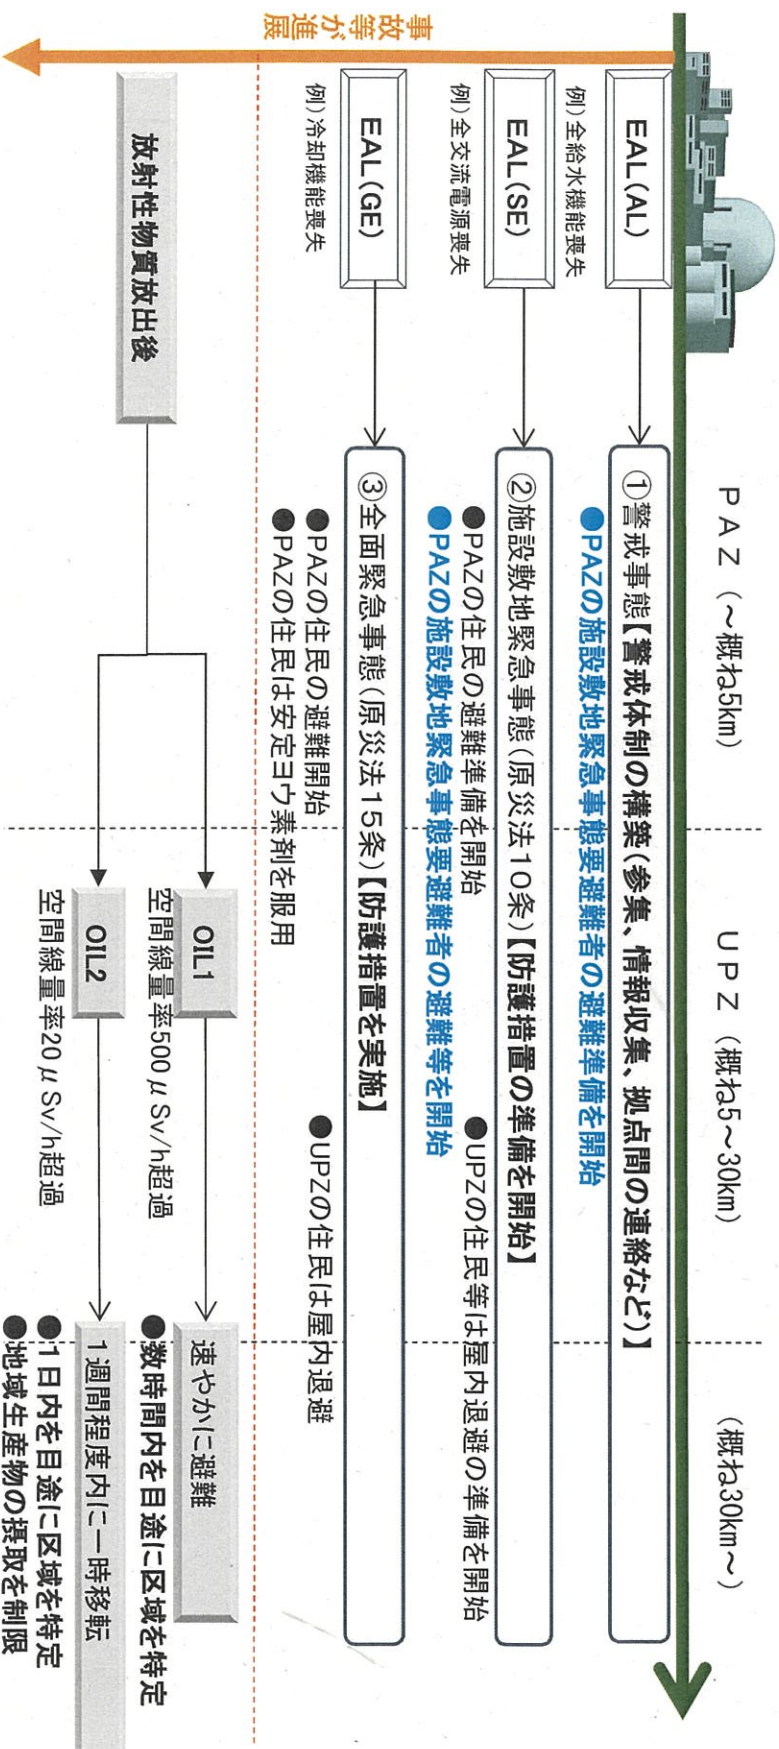 PAZ（～概ね5km）
UPZ（概ね5～30km）
（概ね30km～）
事故等が進展
EAL(AL)
例）全給水機能喪失
①警戒事態【警戒体制の構築（参集、情報収集、拠点間の連絡など）】
●PAZの施設敷地緊急事態要避難者の避難準備を開始
EAL(SE)
例）全交流電源喪失
②施設敷地緊急事態（原災法10条）【防護措置の準備を開始】
●PAZの住民の避難準備を開始
●UPZの住民等は屋内退避の準備を開始
●PAZの施設敷地緊急事態要避難者の避難等を開始
EAL(GE)
例）冷却機能喪失
③全面緊急事態（原災法15条）【防護措置を実施】
●PAZの住民の避難開始
●UPZの住民は屋内退避
●PAZの住民は安定ヨウ素剤を服用
放射性物質放出後
OIL1
空間線量率500μSv/h超過
速やかに避難
●数時間内を目途に区域を特定
OIL2
空間線量率20μSv/h超過
1週間程度内に一時移転
●1日内を目途に区域を特定
●地域生産物の摂取を制限